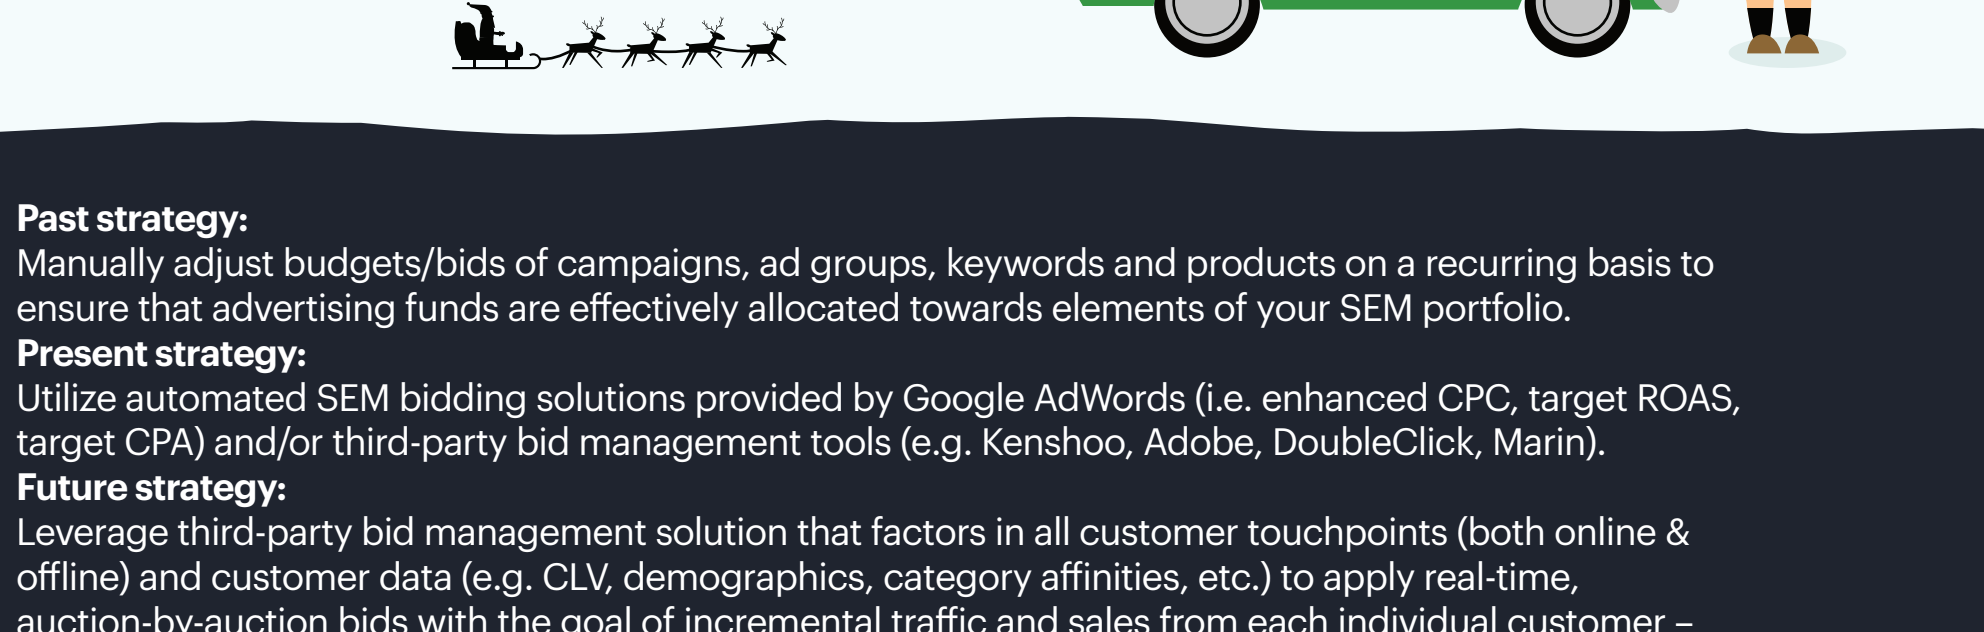 Past strategy:
Manually adjust budgets/bids of campaigns, ad groups, keywords and products on a recurring basis to
ensure that advertising funds are effectively allocated towards elements of your SEM portfolio.
Present strategy:
Utilize automated SEM bidding solutions provided by Google AdWords (i.e. enhanced CPC, target ROAS,
target CPA) and/or third-party bid management tools (e.g. Kenshoo, Adobe, DoubleClick, Marin).
Future strategy:
Leverage third-party bid management solution that factors in all customer touchpoints (both online &
offline) and customer data (e.g. CLV, demographics, category affinities, etc.) to apply real-time,
auction-by-auction bids with the goal of incremental traffic and sales from each individual customer –